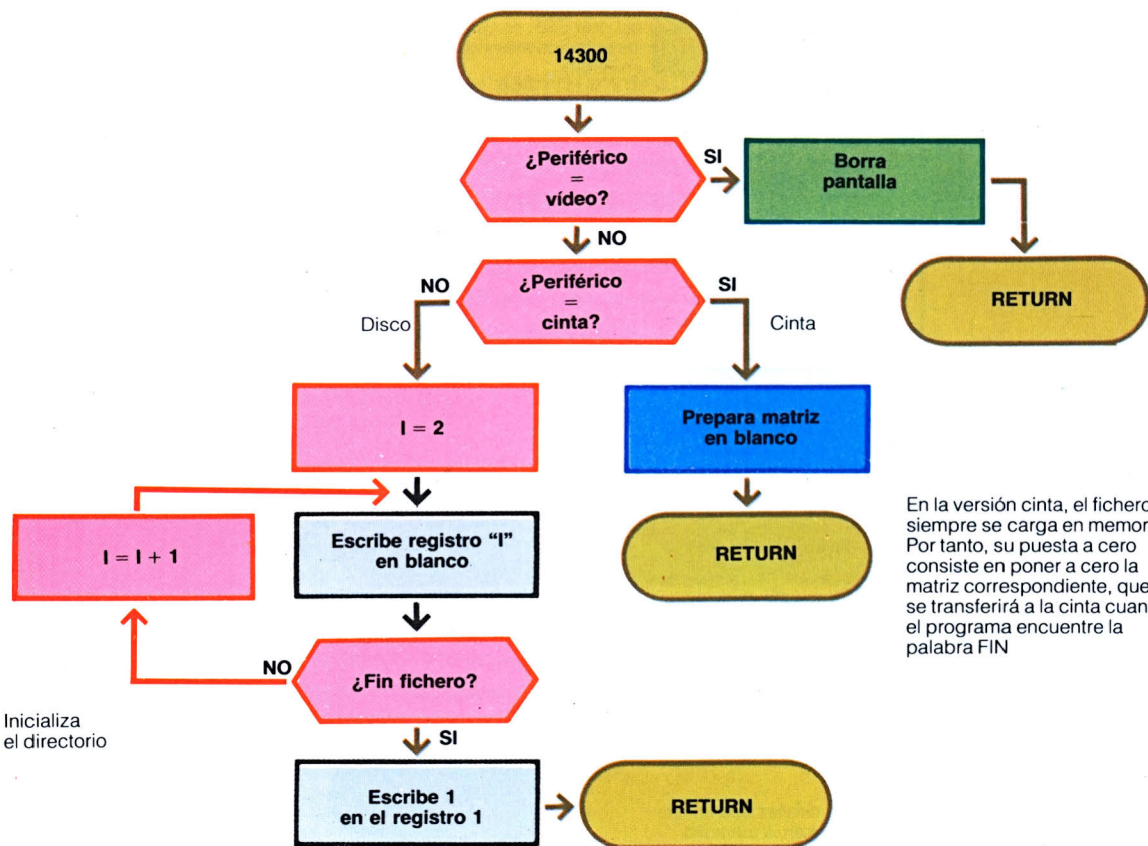 14300
¿Periférico
=
vídeo?
SI
Borra
pantalla
NO
RETURN
¿Periférico
=
cinta?
NO
SI
Disco
Cinta
I = 2
Prepara matriz
en blanco
I = I + 1
Escribe registro "I"
en blanco
RETURN
En la versión cinta, el fichero
siempre se carga en
Por tanto, su puesta a cero
consiste en poner a cero la
matriz correspondiente, que
se transferirá a la cinta
el programa encuentre la
palabra FIN
NO
¿Fin fichero?
Inicializa
el directorio
SI
Escribe 1
en el registro 1
RETURN